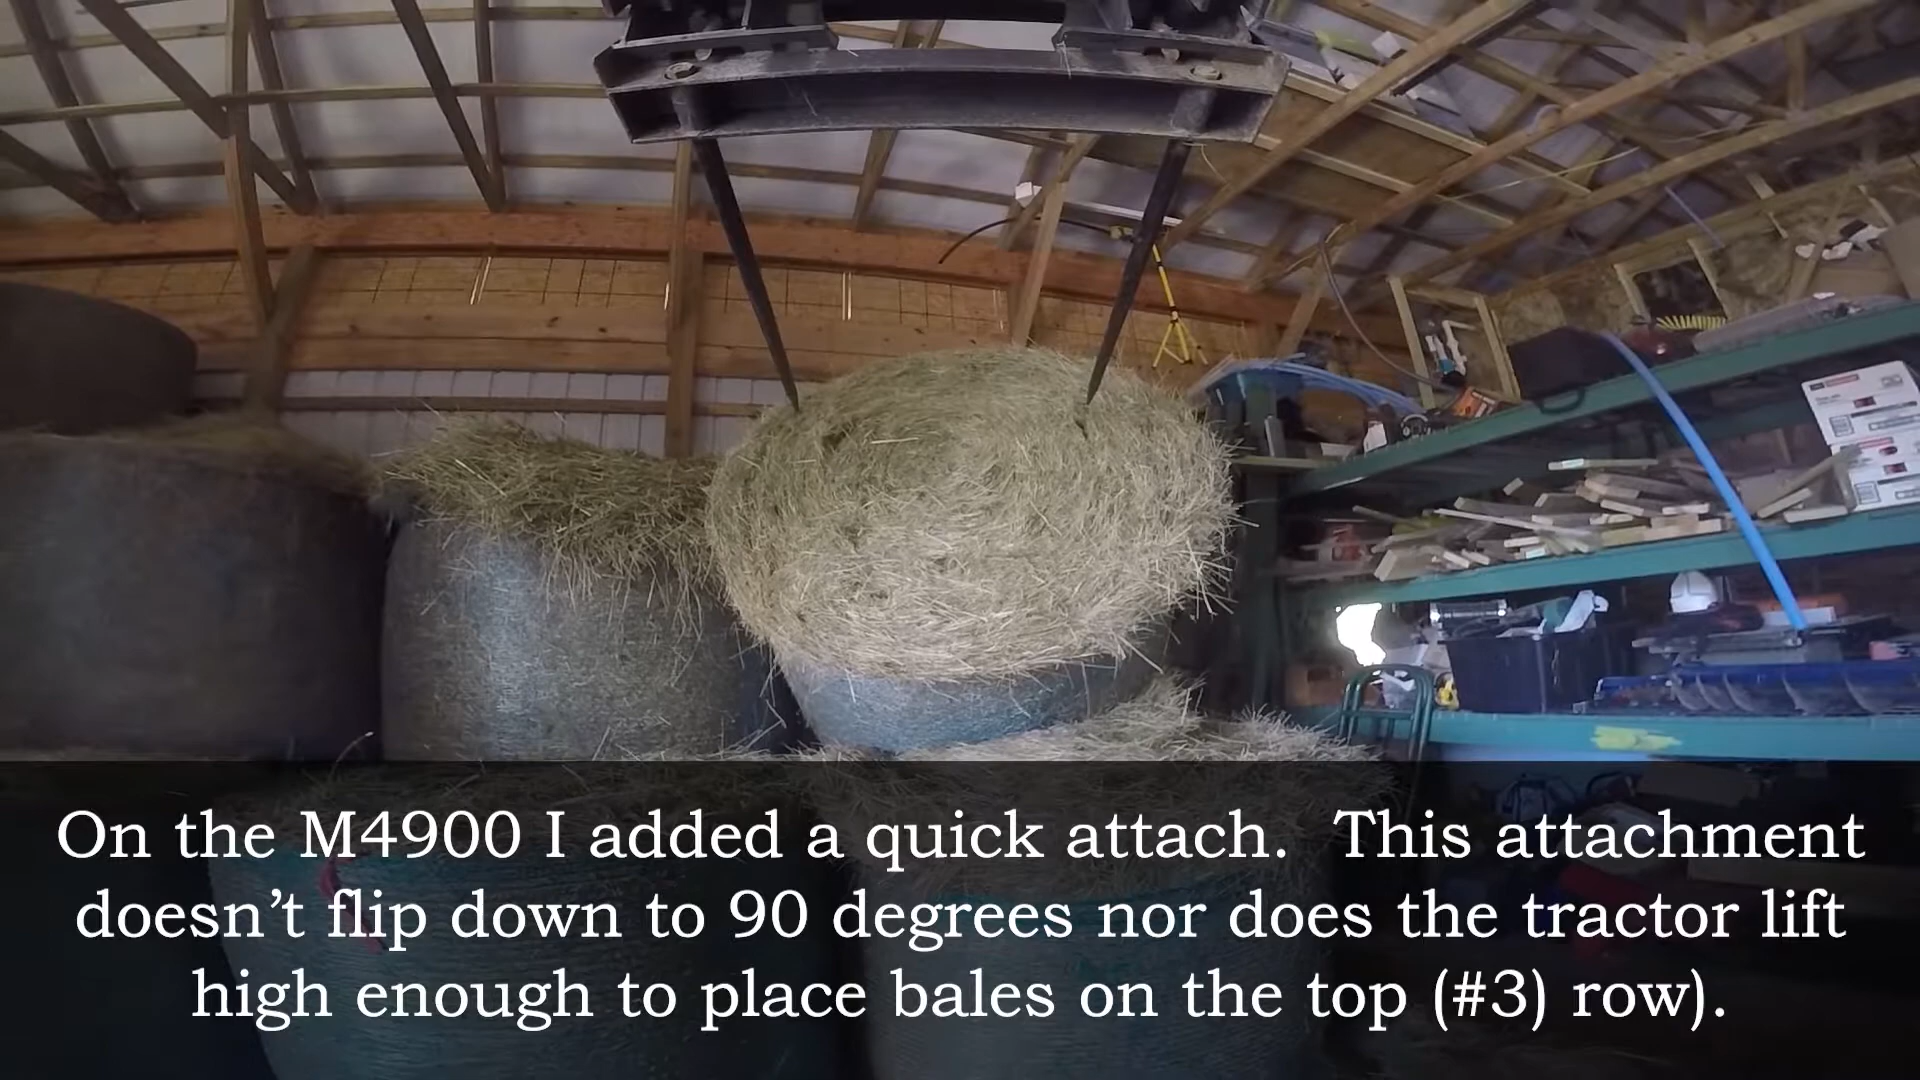 On the M4900 I added a quick attach.  This attachment
doesn’t flip down to 90 degrees nor does the tractor lift
high enough to place bales on the top (#3) row).